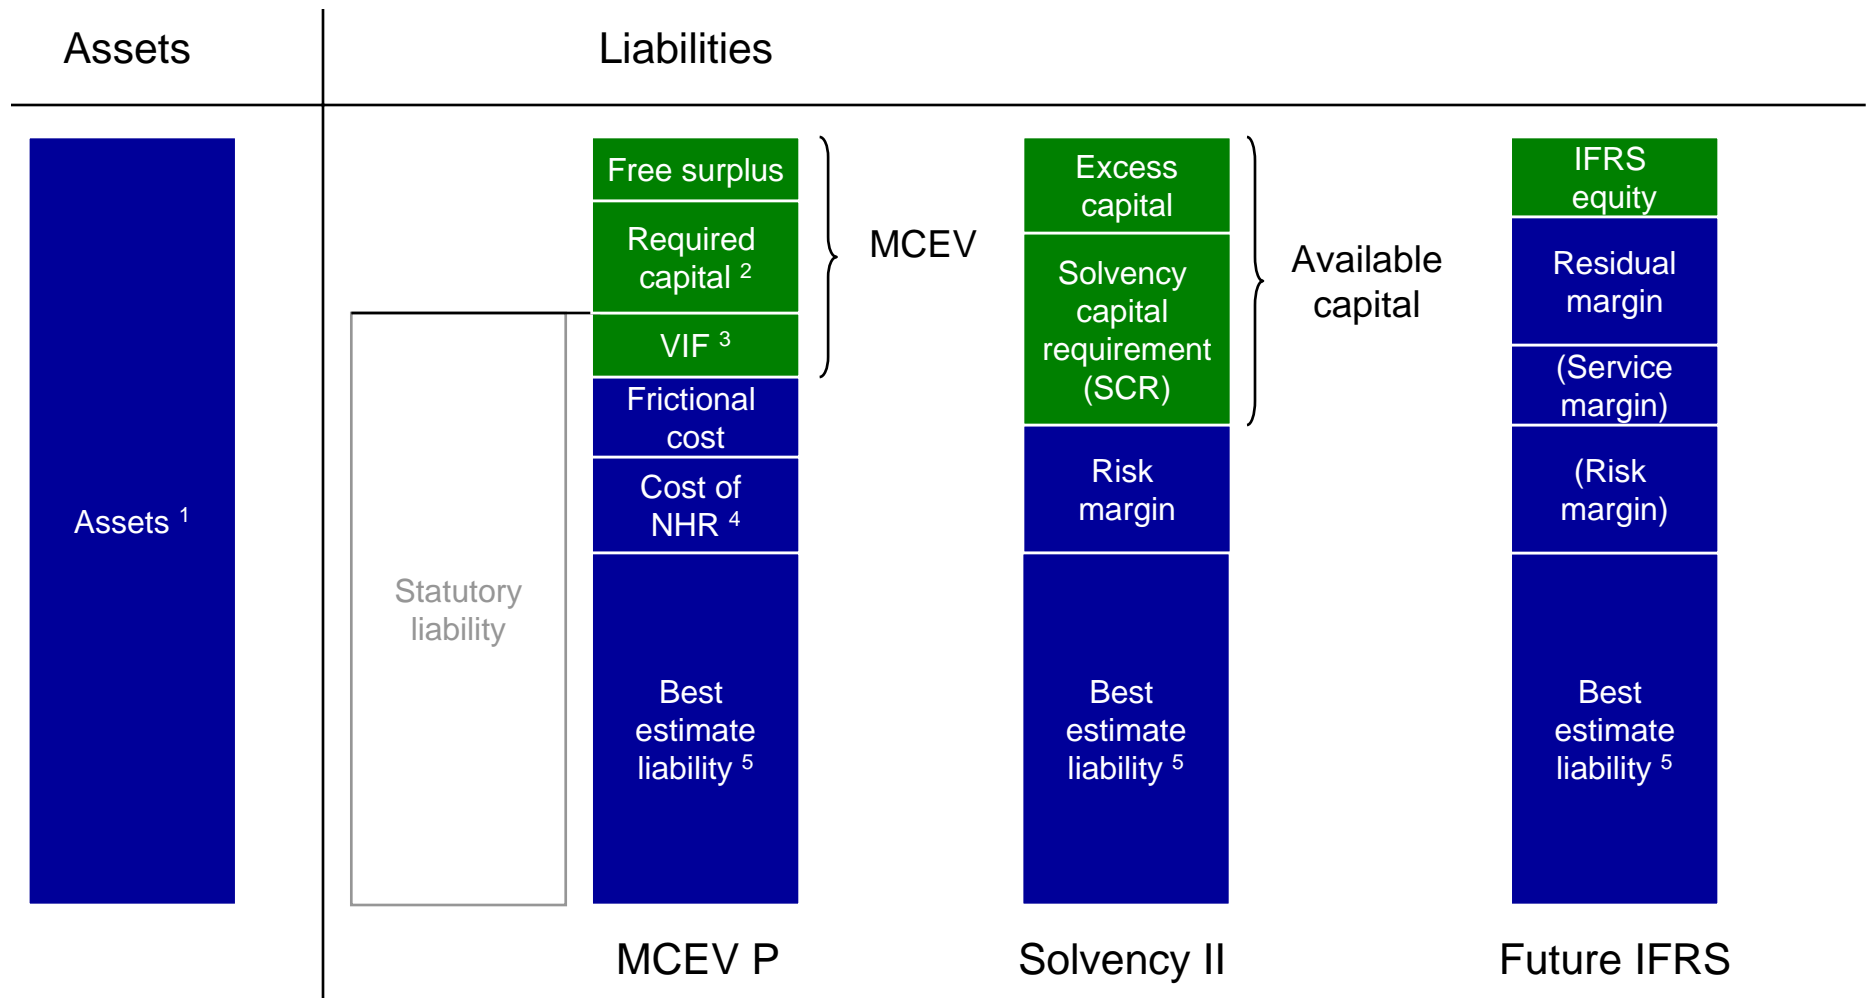 Assets
Liabilities
Assets 1
Statutory
liability
Free surplus
Required
capital 2
VIF 3
Frictional
cost
Cost of
NHR 4
Best
estimate
liability 5
MCEV
MCEV P
Excess
capital
Solvency
capital
requirement
(SCR)
Risk
margin
Best
estimate
liability 5
Available
capital
Solvency II
IFRS
equity
Residual
margin
(Service
margin)
(Risk
margin)
Best
estimate
liability 5
Future IFRS